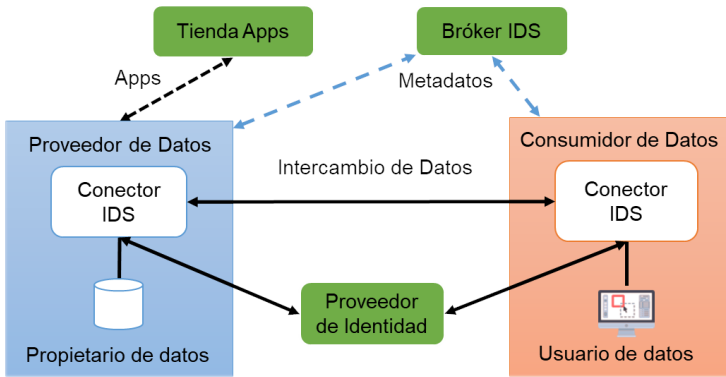 Tienda Apps
Bróker IDS
Apps
Metadatos
Proveedor de Datos
Consumidor de Datos
Intercambio de Datos
Conector
IDS
Conector
IDS
Proveedor
de Identidad
Propietario de datos
Usuario de datos